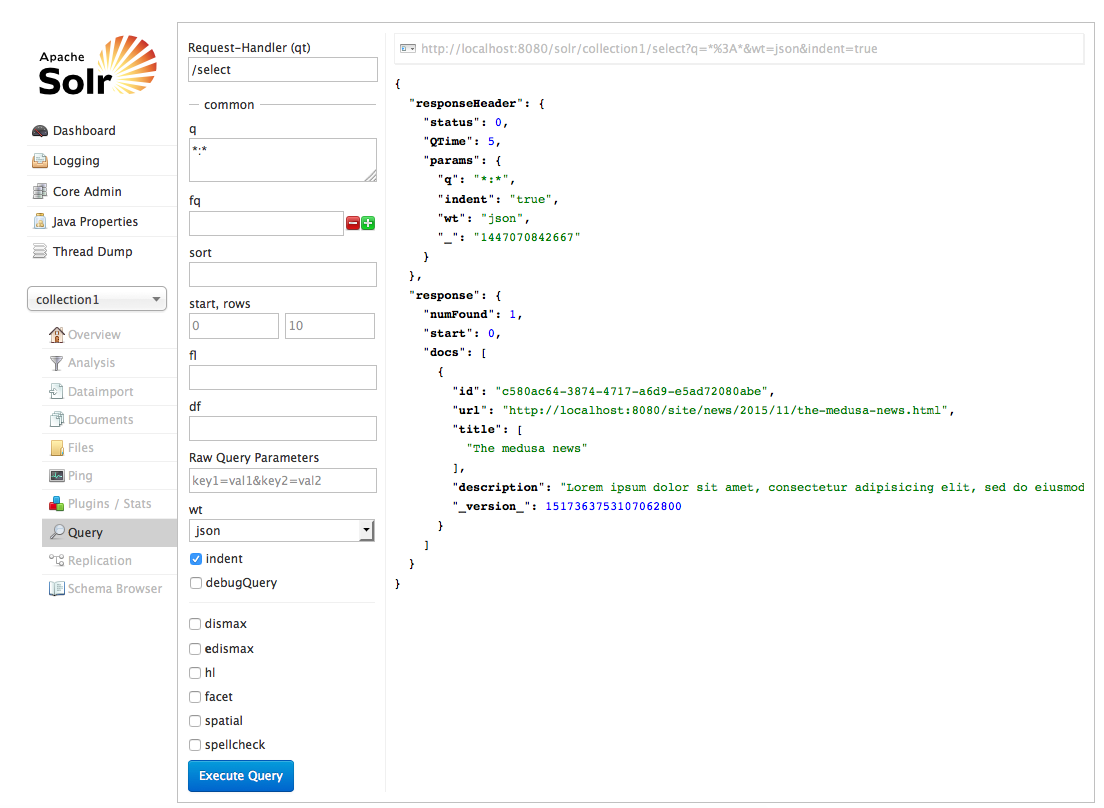 Apache
Solr
Dashboard
Logging
Core Admin
Java Properties
Thread Dump
collection1
Overview
Analysis
Dataimport
Documents
Files
Ping
Plugins / Stats
Query
Replication
Schema Browser
Request-Handler (qt)
/select
common
q
*:*
fq
sort
start, rows
0 10
fl
df
Raw Query Parameters
key1=val1&key2=val2
wt
json
indent
debugQuery
dismax
edismax
hl
facet
spatial
spellcheck
Execute Query
http://localhost:8080/solr/collection1/select?q=*%3A*&wt=json&indent=true
{
"responseHeader": {
"status": 0,
"QTime": 5,
"params": {
"q": "*:*",
"indent": "true",
"wt": "json",
"_": "1447070842667"
}
},
"response": {
"numFound": 1,
"start": 0,
"docs": [
{
"id": "c580ac64-3874-4717-a6d9-e5ad72080abe",
"url": "http://localhost:8080/site/news/2015/11/the-medusa-news.html",
"title": [
"The medusa news"
],
"description": "Lorem ipsum dolor sit amet, consectetur adipisicing elit, sed do eiusmod
"_version_": 1517363753107062800
}
]
}
}